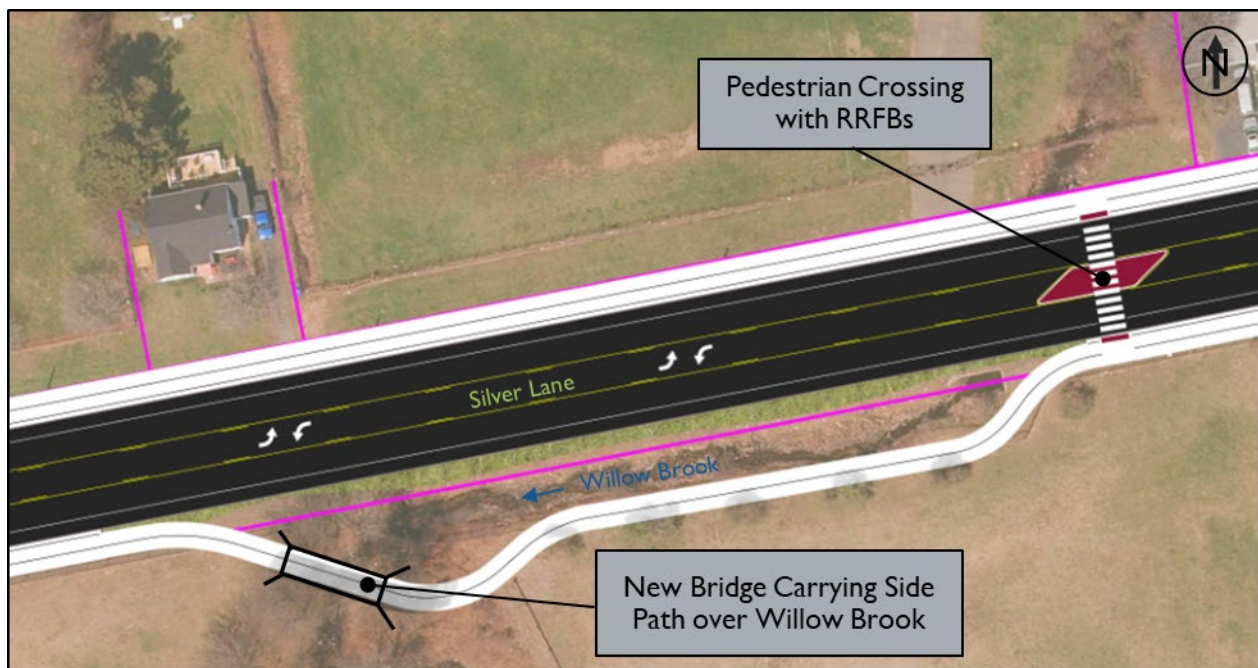 N
Pedestrian Crossing
with RRFBs
Silver Lane
Willow Brook
New Bridge Carrying Side
Path over Willow Brook